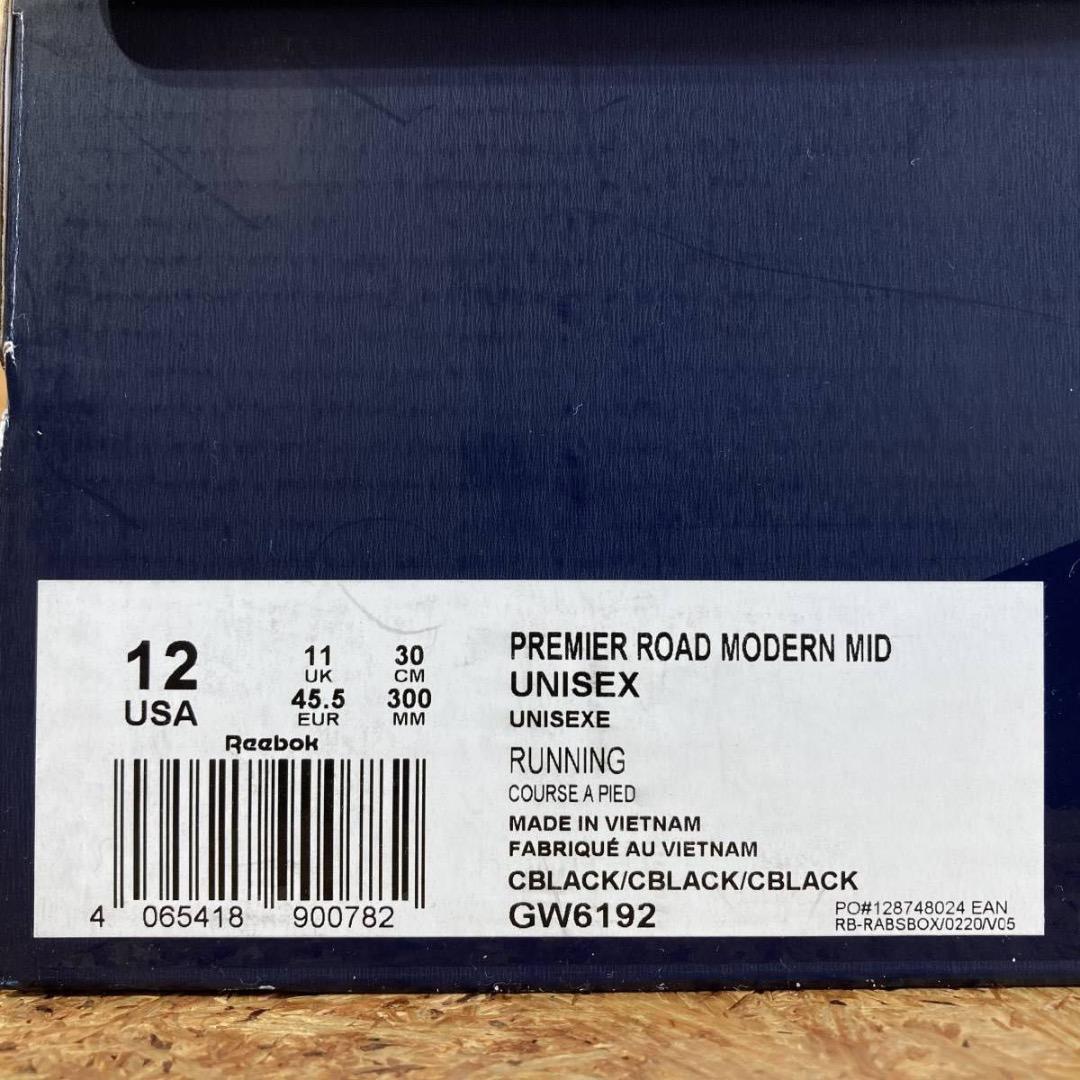 12
USA
11
UK
45.5
EUR
30
CM
300
MM
Reebok
4 065418 900782
PREMIER ROAD MODERN MID
UNISEX
UNISEXE
RUNNING
COURSE A PIED
MADE IN VIETNAM
FABRIQUÉ AU VIETNAM
CBLACK/CBLACK/CBLACK
GW6192
PO#128748024 EAN
RB-RABSBOX/0220/V05